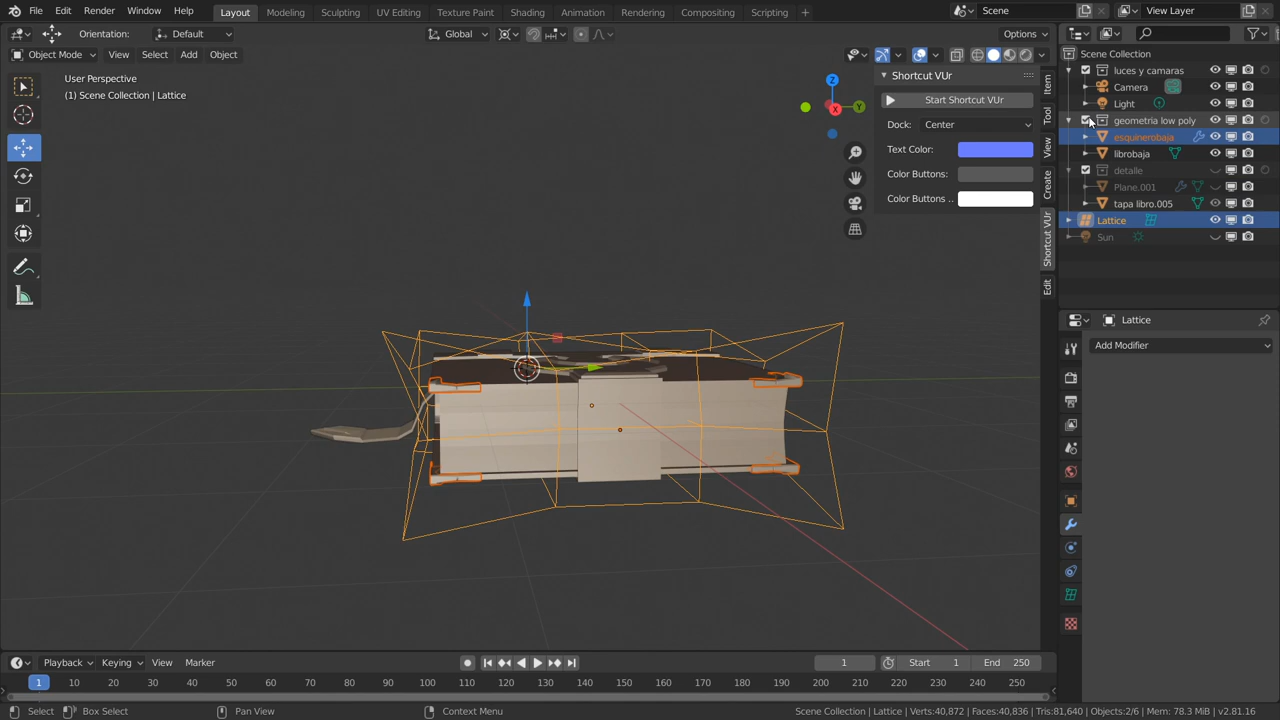 File Edit Render Window Help Layout Modeling Sculpting UV Editing Texture Paint Shading Animation Rendering Compositing Scripting + Scene View Layer
Orientation: Default Global Options
Object Mode View Select Add Object
User Perspective
(1) Scene Collection | Lattice
Z
Y
X
Shortcut VUr
Start Shortcut VUr
Dock: Center
Text Color:
Color Buttons:
Color Buttons ..
Item
Tool
View
Create
Shortcut VUr
Edit
Scene Collection
luces y camaras
Camera
Light
geometria low poly
esquinerobaja
librobaja
detalle
Plane.001
tapa libro.005
Lattice
Sun
Lattice
Add Modifier
Playback Keying View Marker 1 Start 1 End 250
1 10 20 30 40 50 60 70 80 90 100 110 120 130 140 150 160 170 180 190 200 210 220 230 240 250
Select Box Select Pan View Context Menu Scene Collection | Lattice | Verts:40,872 | Faces:40,836 | Tris:81,640 | Objects:2/6 | Mem: 78.3 MiB | v2.81.16